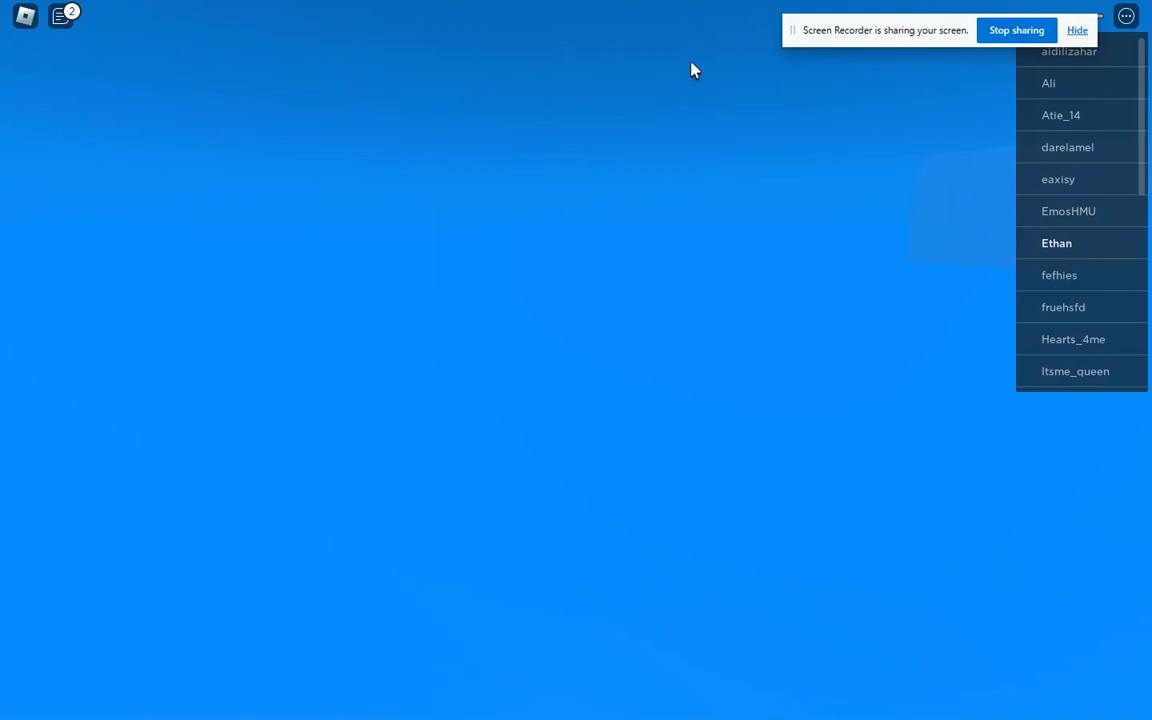 2
Screen Recorder is sharing your screen.
Stop sharing
Hide
aidilizahar
Ali
Atie_14
darelamel
eaxisy
EmosHMU
Ethan
fefhies
fruehsfd
Hearts_4me
Itsme_queen